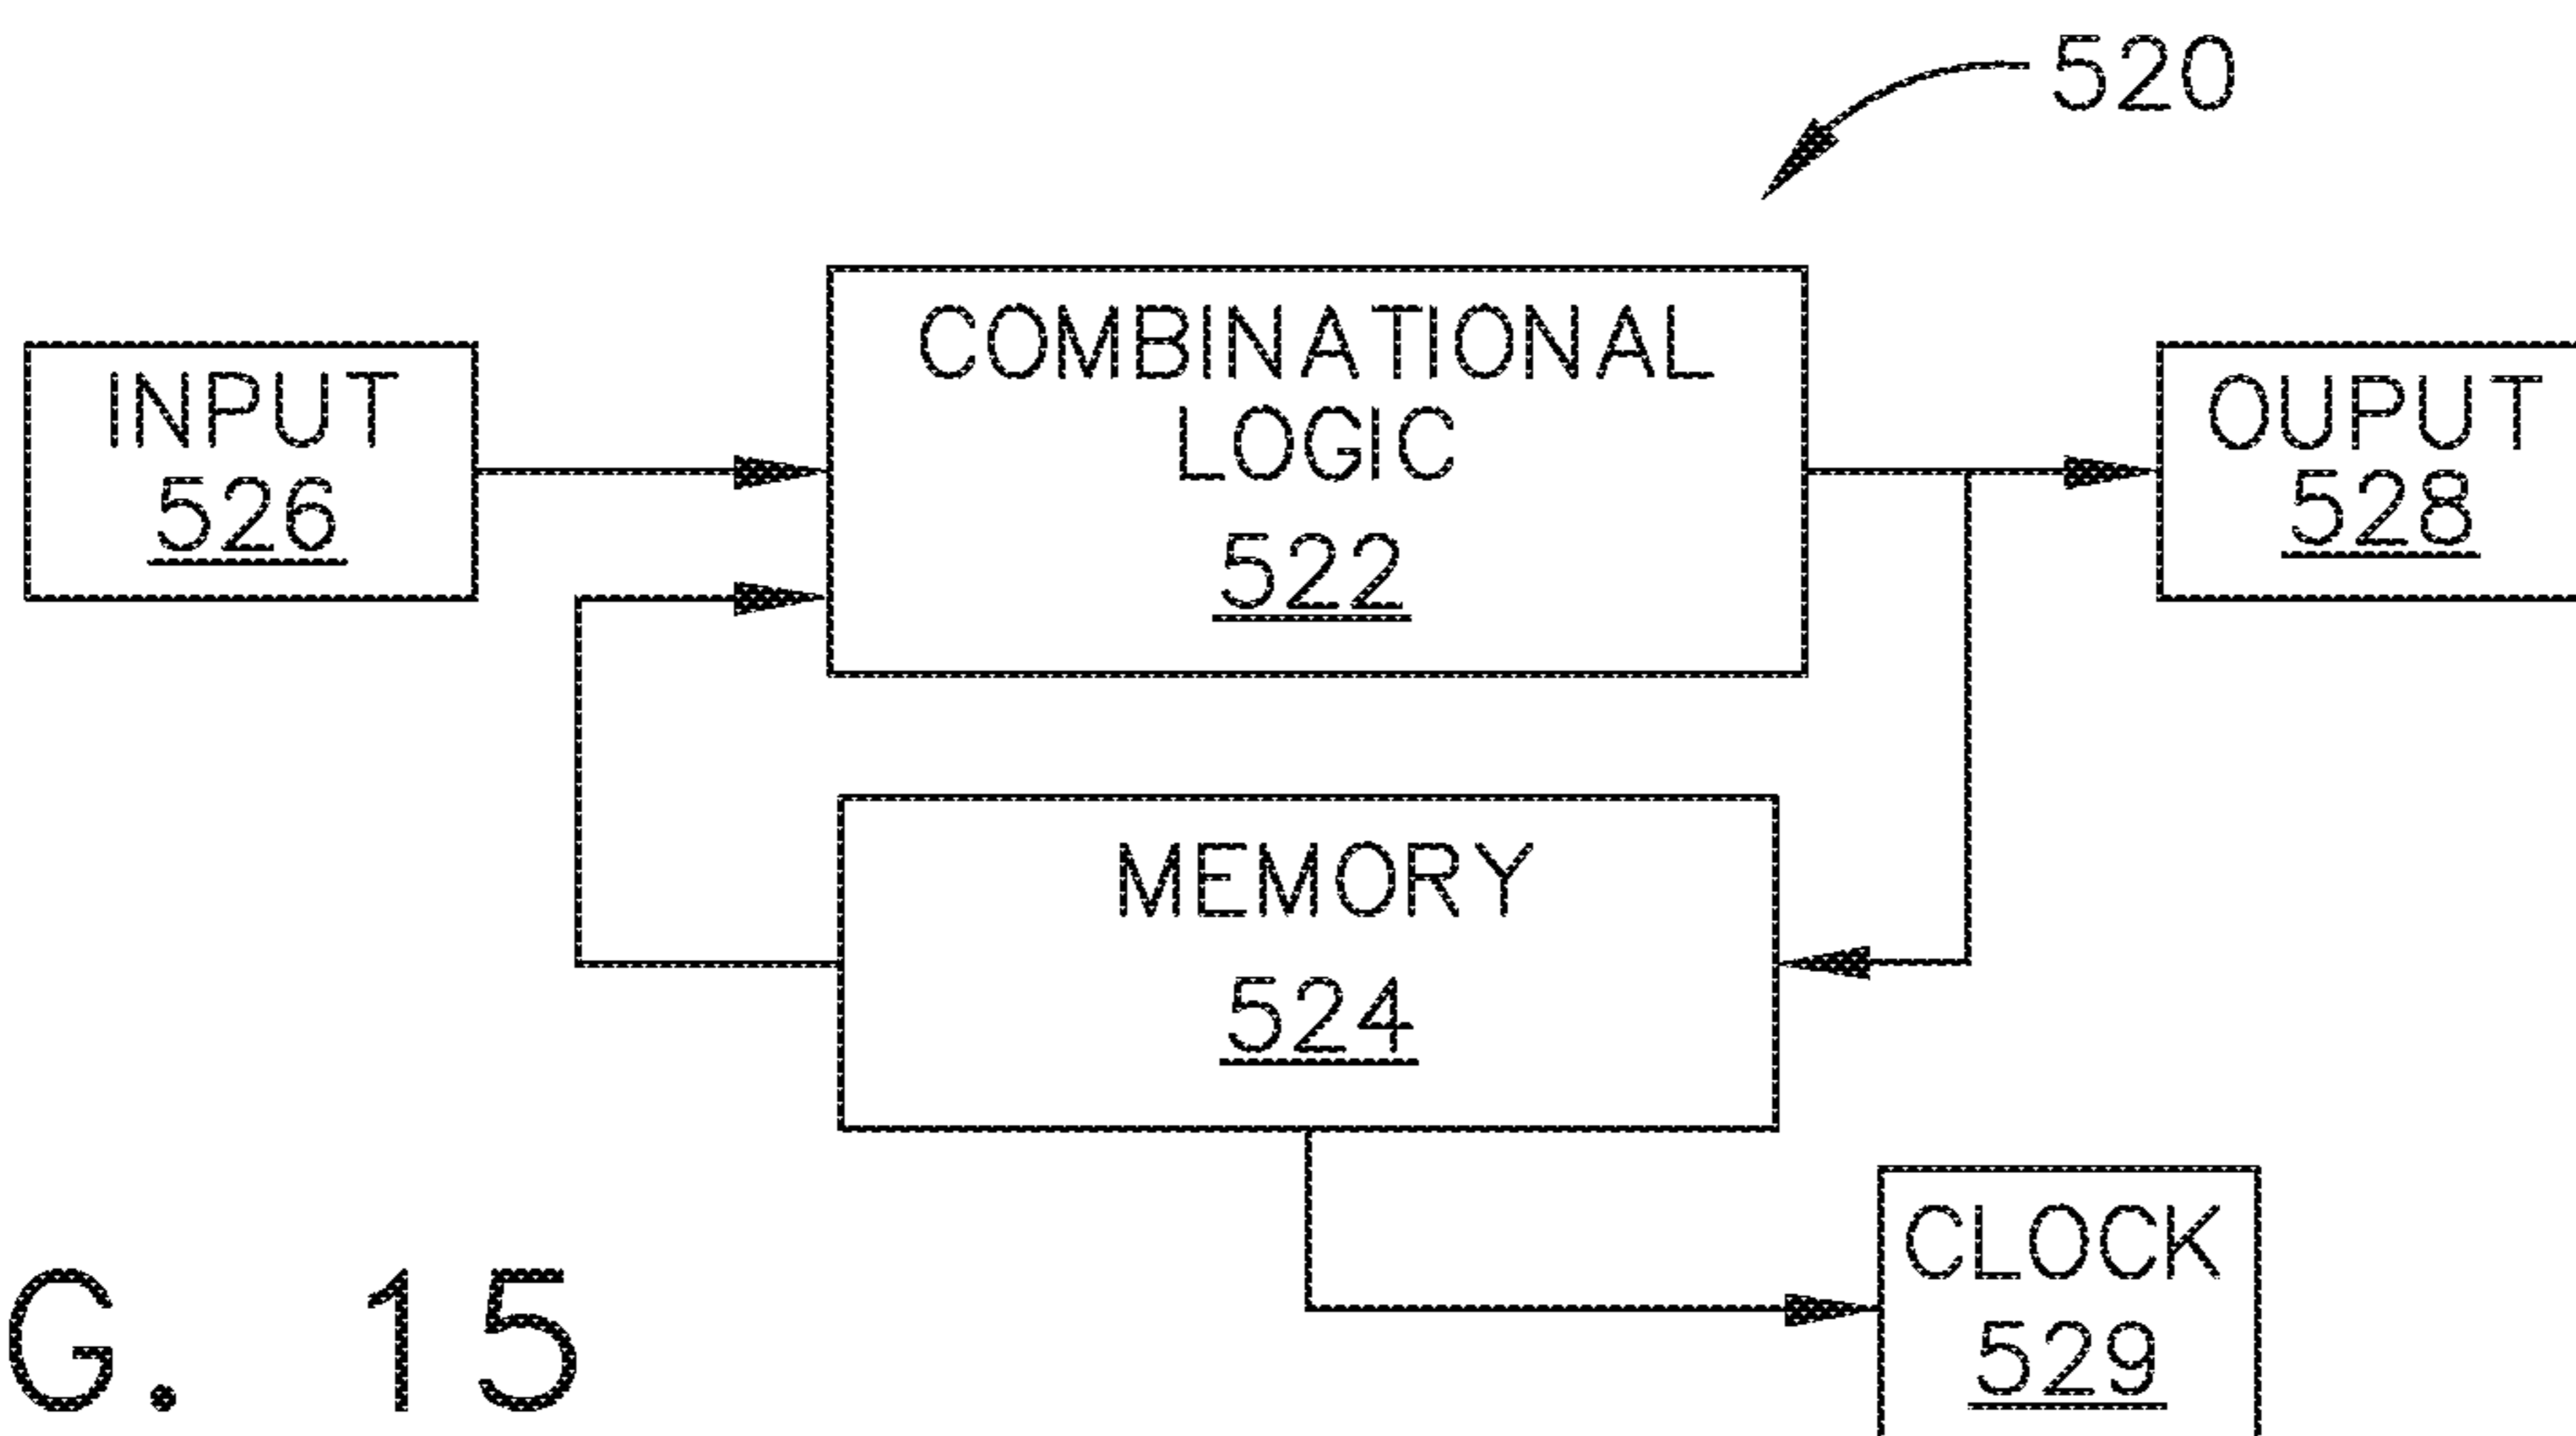 520
COMBINATIONAL
LOGIC
522
INPUT
526
OUPUT
528
MEMORY
524
CLOCK
529
G. 15